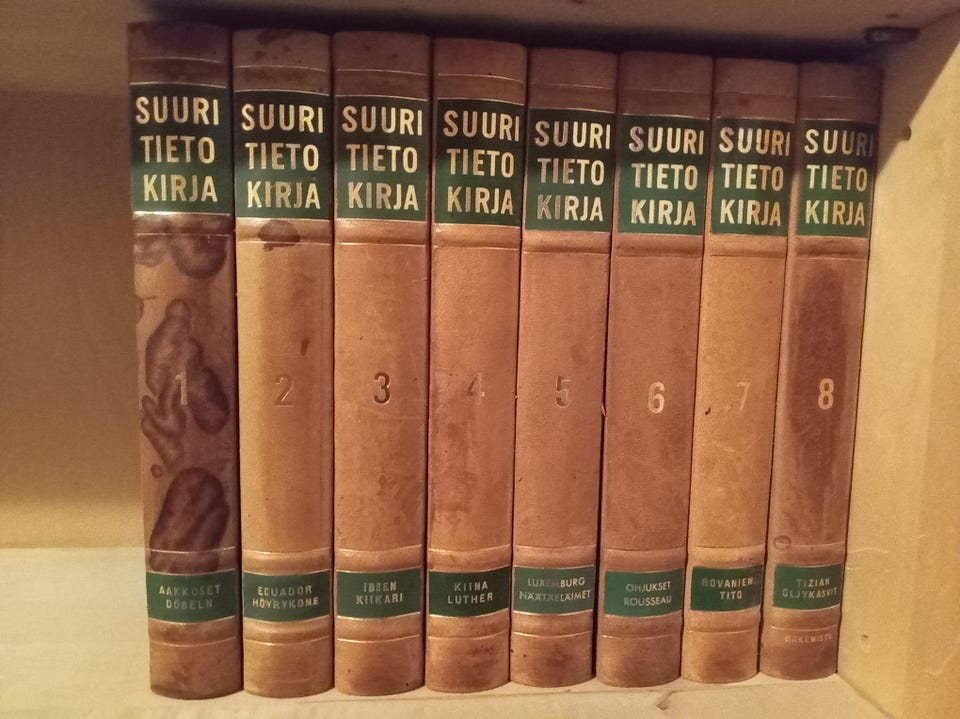 SUURI
TIETO
KIRJA
1
AAKKOSET
DÖBELN
SUURI
TIETO
KIRJA
2
ECUADOR
HÖYRYKONE
SUURI
TIETO
KIRJA
3
IBSEN
KIIKARI
SUURI
TIETO
KIRJA
4
KIINA
LUTHER
SUURI
TIETO
KIRJA
5
LUXEMBURG
NÄÄTÄELÄIMET
SUURI
TIETO
KIRJA
6
OHJUKSET
ROUSSEAU
SUURI
TIETO
KIRJA
7
ROVANIEMI
TITO
SUURI
TIETO
KIRJA
8
TIZIAN
ÖLJYKASVIT
HAKEMISTO